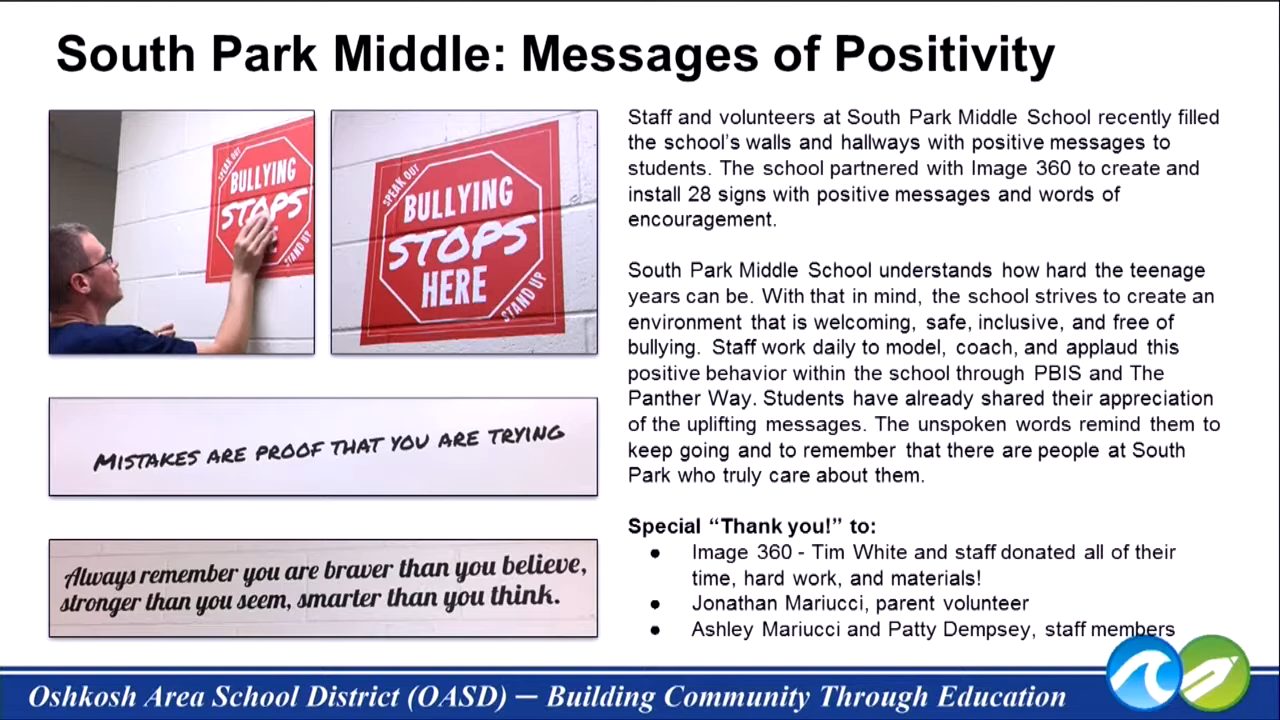 South Park Middle: Messages of Positivity
SPEAK OUT
BULLYING
STOPS
STAND UP
SPEAK OUT
BULLYING
STOPS
HERE
STAND UP
MISTAKES ARE PROOF THAT YOU ARE TRYING
Always remember you are braver than you believe,
stronger than you seem, smarter than you think.
Staff and volunteers at South Park Middle School recently filled
the school's walls and hallways with positive messages to
students. The school partnered with Image 360 to create and
install 28 signs with positive messages and words of
encouragement.
South Park Middle School understands how hard the teenage
years can be. With that in mind, the school strives to create an
environment that is welcoming, safe, inclusive, and free of
bullying. Staff work daily to model, coach, and applaud this
positive behavior within the school through PBIS and The
Panther Way. Students have already shared their appreciation
of the uplifting messages. The unspoken words remind them to
keep going and to remember that there are people at South
Park who truly care about them.
Special “Thank you!” to:
● Image 360 - Tim White and staff donated all of their
time, hard work, and materials!
● Jonathan Mariucci, parent volunteer
● Ashley Mariucci and Patty Dempsey, staff members
Oshkosh Area School District (OASD) — Building Community Through Education